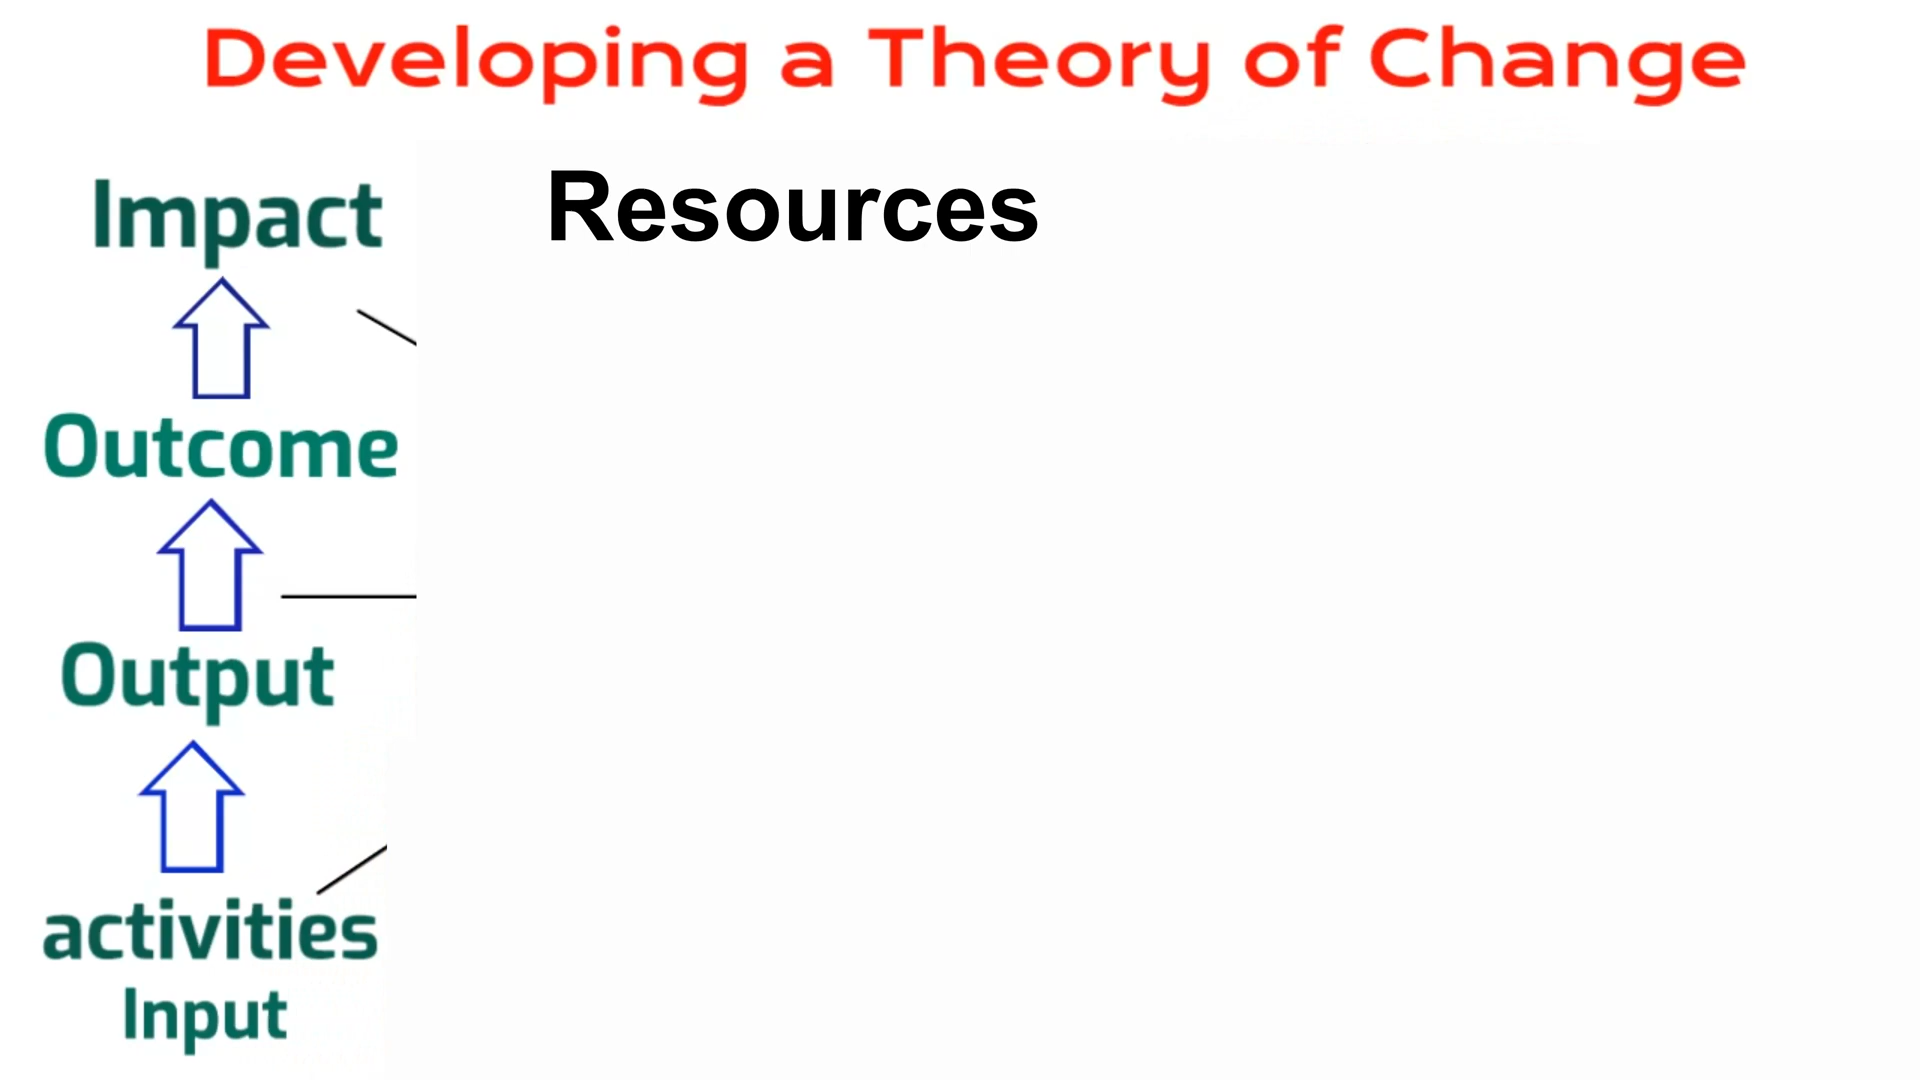 Developing a Theory of Change
Impact
Resources
Outcome
Output
activities
Input